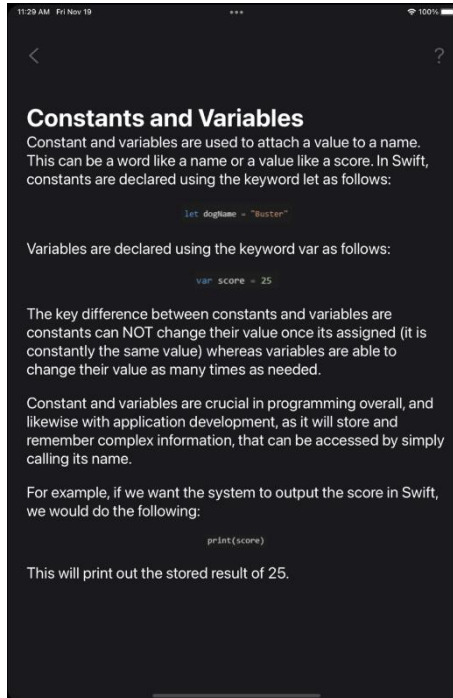 11:29 AM Fri Nov 19
100%
?
Constants and Variables
Constant and variables are used to attach a value to a name.
This can be a word like a name or a value like a score. In Swift,
constants are declared using the keyword let as follows:
let dogName = "Buster"
Variables are declared using the keyword var as follows:
var score = 25
The key difference between constants and variables are
constants can NOT change their value once its assigned (it is
constantly the same value) whereas variables are able to
change their value as many times as needed.
Constant and variables are crucial in programming overall, and
likewise with application development, as it will store and
remember complex information, that can be accessed by simply
calling its name.
For example, if we want the system to output the score in Swift,
we would do the following:
print(score)
This will print out the stored result of 25.